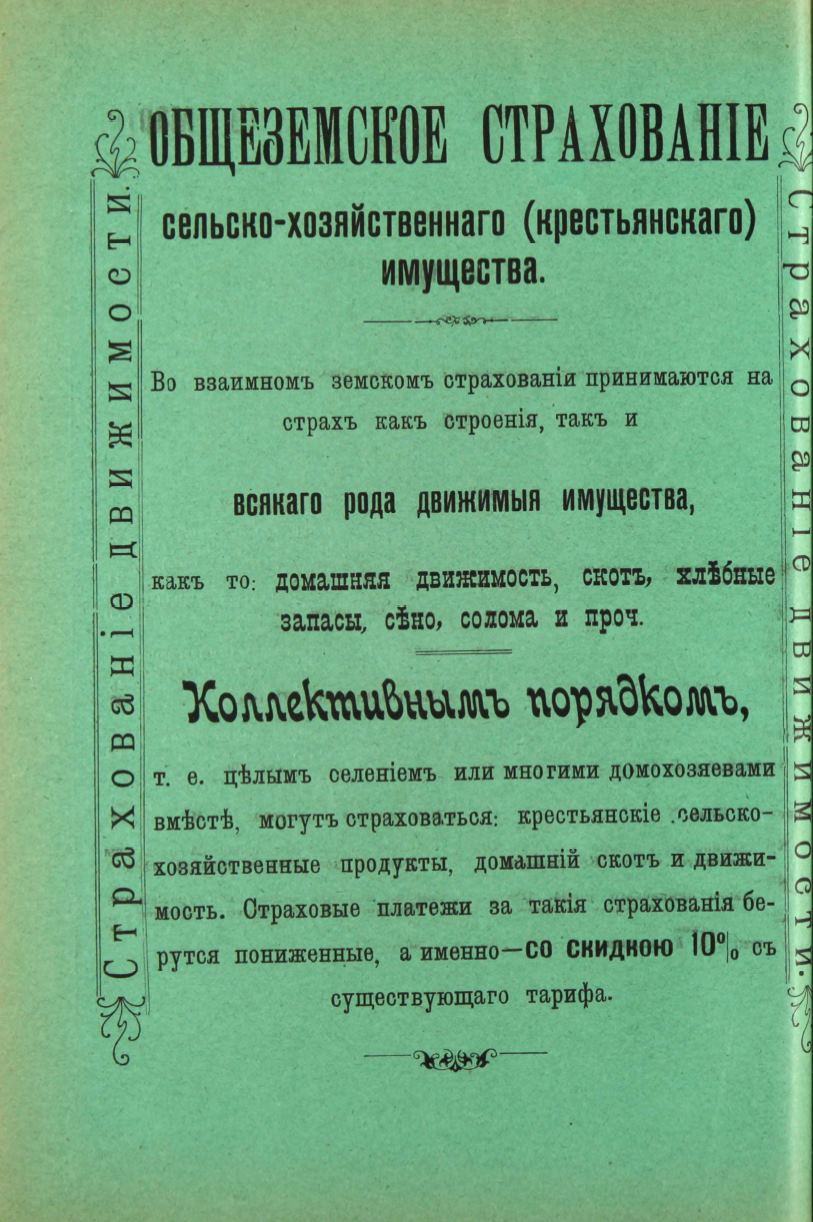 ОБЩЕЗЕМСКОЕ СТРАХОВАНІЕ
сельско-хозяйственнаго (крестьянскаго)
имущества.
Во взаимномъ земскомъ страхованіи принимаются на
страхъ какъ строенія, такъ и
всякаго рода движимыя имущества,
какъ то: домашняя движимость, скотъ, хлѣбные
запасы, сѣно, солома и проч.
Коллективнымъ порядкомъ,
т. е. цѣлымъ селеніемъ или многими домохозяевами
вмѣстѣ, могутъ страховаться: крестьянскіе сельско-
хозяйственные продукты, домашній скотъ и движи-
мость. Страховые платежи за такія страхованія бе-
рутся пониженные, а именно—со скидкою 10% съ
существующаго тарифа.
Страхованіе движимости.
Страхованіе движимости.